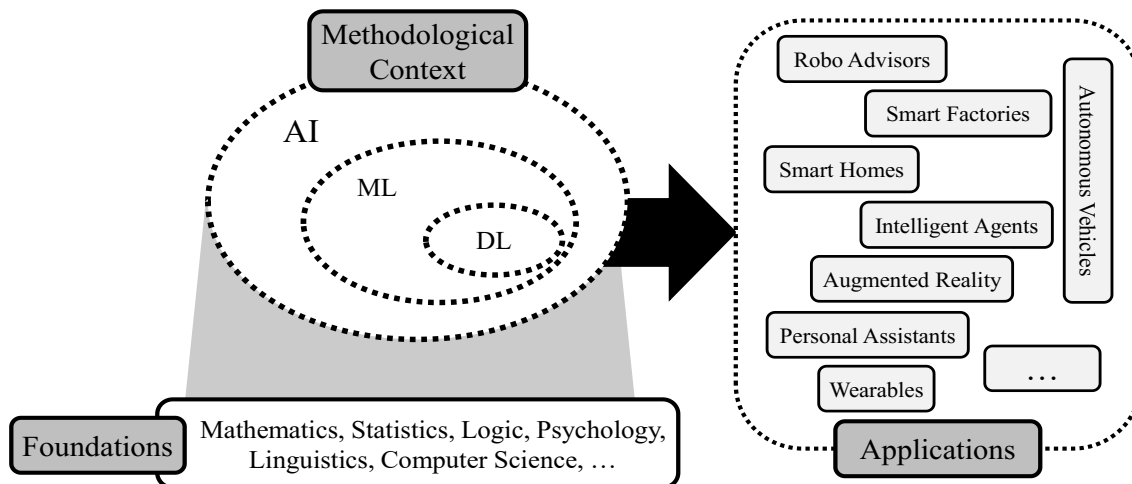 Methodological
Context
AI
ML
DL
Foundations
Mathematics, Statistics, Logic, Psychology,
Linguistics, Computer Science, …
Robo Advisors
Smart Factories
Autonomous Vehicles
Smart Homes
Intelligent Agents
Augmented Reality
Personal Assistants
…
Wearables
Applications